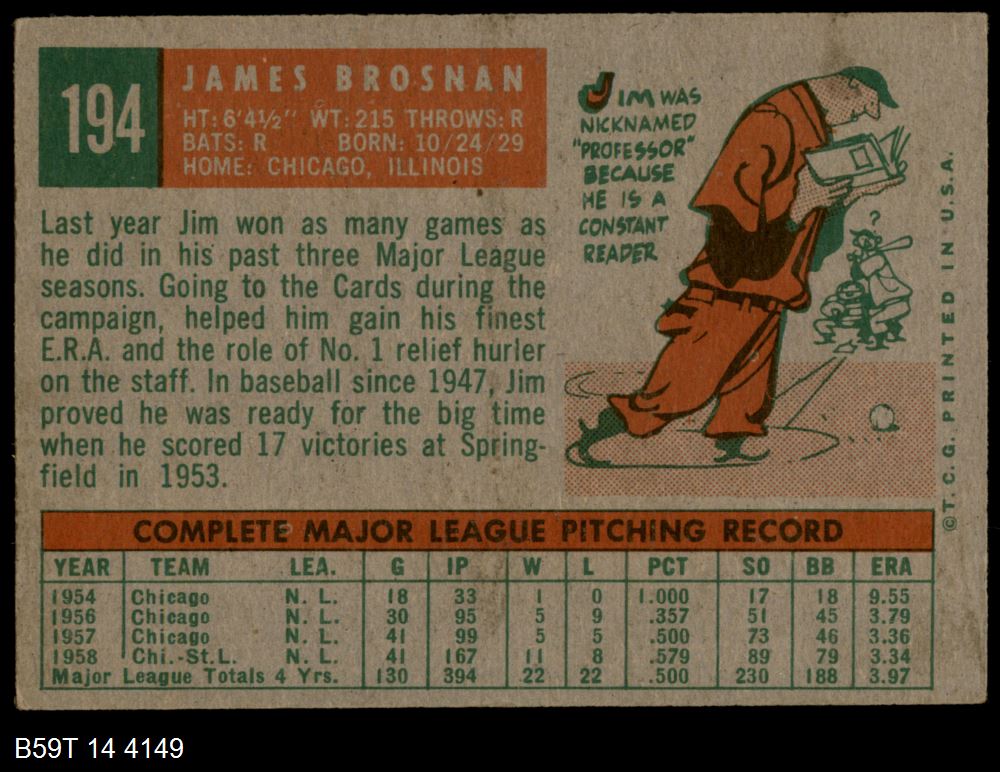 194
JAMES BROSNAN
HT: 6'4½" WT: 215 THROWS: R
BATS: R BORN: 10/24/29
HOME: CHICAGO, ILLINOIS
JIM WAS
NICKNAMED
"PROFESSOR"
BECAUSE
HE IS A
CONSTANT
READER
?
Last year Jim won as many games as
he did in his past three Major League
seasons. Going to the Cards during the
campaign, helped him gain his finest
E.R.A. and the role of No. 1 relief hurler
on the staff. In baseball since 1947, Jim
proved he was ready for the big time
when he scored 17 victories at Spring-
field in 1953.
©T.C.G. PRINTED IN U.S.A.
COMPLETE MAJOR LEAGUE PITCHING RECORD
YEAR TEAM LEA. G IP W L PCT SO BB ERA
1954 Chicago N. L. 18 33 1 0 1.000 17 18 9.55
1956 Chicago N. L. 30 95 5 9 .357 51 45 3.79
1957 Chicago N. L. 41 99 5 5 .500 73 46 3.36
1958 Chi.-St.L. N. L. 41 167 11 8 .579 89 79 3.34
Major League Totals 4 Yrs. 130 394 22 22 .500 230 188 3.97
B59T 14 4149